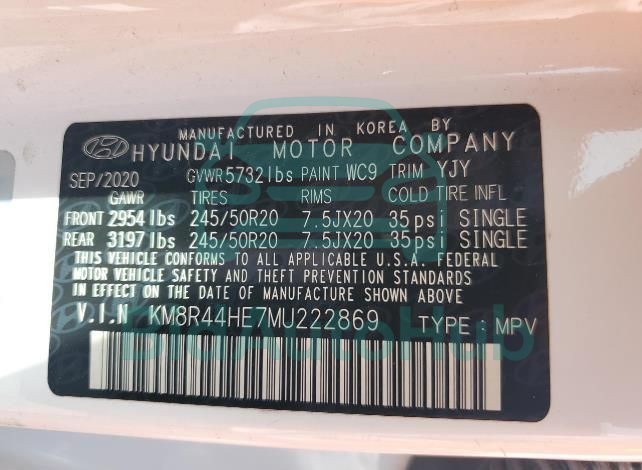 MANUFACTURED IN KOREA BY
HYUNDAI MOTOR COMPANY
SEP/2020 GVWR 5732 lbs PAINT WC9 TRIM YJY
GAWR TIRES RIMS COLD TIRE INFL
FRONT 2954 lbs 245/50R20 7.5JX20 35psi SINGLE
REAR 3197 lbs 245/50R20 7.5JX20 35psi SINGLE
THIS VEHICLE CONFORMS TO ALL APPLICABLE U.S.A. FEDERAL
MOTOR VEHICLE SAFETY AND THEFT PREVENTION STANDARDS
IN EFFECT ON THE DATE OF MANUFACTURE SHOWN ABOVE.
V.I.N KM8R44HE7MU222869 TYPE : MPV
BidAutoHub